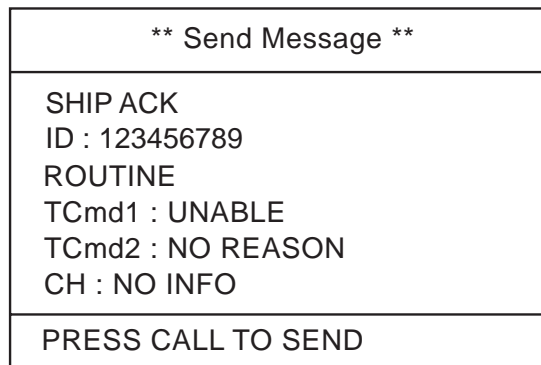 ** Send Message **
SHIP ACK
ID : 123456789
ROUTINE
TCmd1 : UNABLE
TCmd2 : NO REASON
CH : NO INFO
PRESS CALL TO SEND